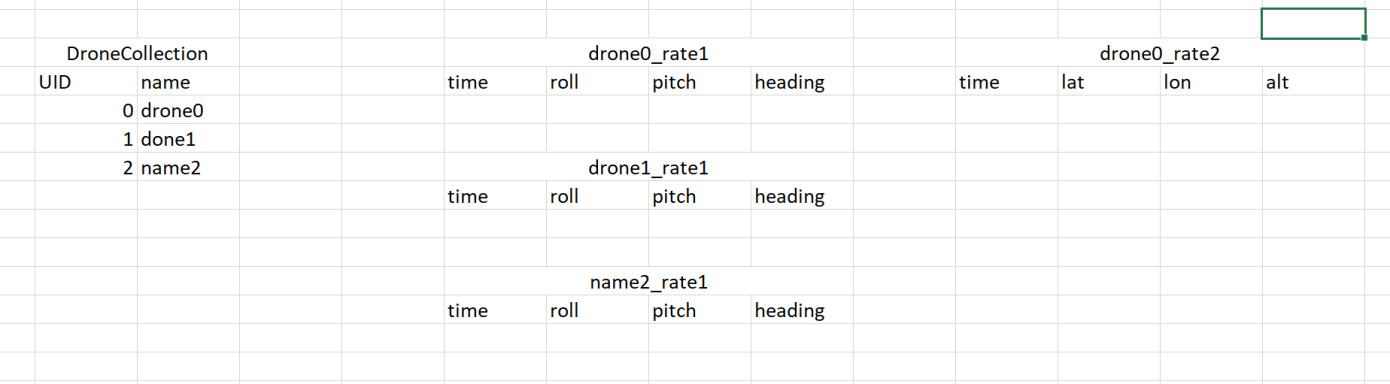 DroneCollection drone0_rate1 drone0_rate2
UID name time roll pitch heading time lat lon alt
0 drone0
1 done1
2 name2 drone1_rate1
time roll pitch heading
name2_rate1
time roll pitch heading